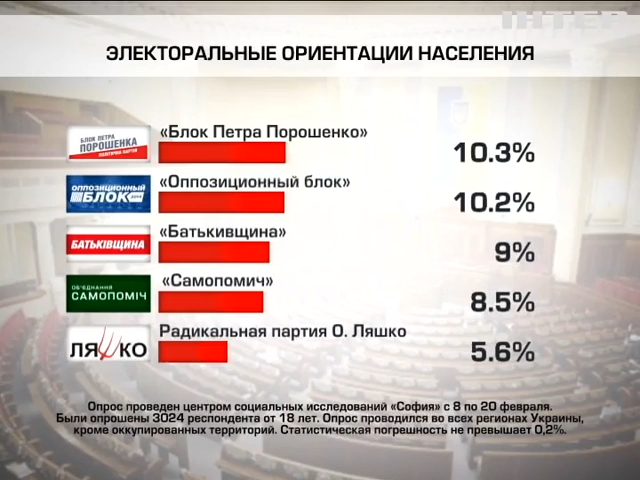 ІНТЕР
ЭЛЕКТОРАЛЬНЫЕ ОРИЕНТАЦИИ НАСЕЛЕНИЯ
БЛОК ПЕТРА
ПОРОШЕНКА
ПОЛІТИЧНА ПАРТІЯ
«Блок Петра Порошенко»
10.3%
ОППОЗИЦИОННЫЙ
БЛОК
«Оппозиционный блок»
10.2%
БАТЬКІВЩИНА
«Батькивщина»
9%
ОБ'ЄДНАННЯ
САМОПОМІЧ
«Самопомич»
8.5%
ЛЯШКО
Радикальная партия О. Ляшко
5.6%
Опрос проведен центром социальных исследований «София» с 8 по 20 февраля.
Были опрошены 3024 респондента от 18 лет. Опрос проводился во всех регионах Украины,
кроме оккупированных территорий. Статистическая погрешность не превышает 0,2%.